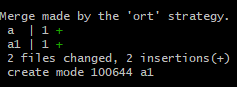 Merge made by the 'ort' strategy.
 a  | 1 +
 a1 | 1 +
 2 files changed, 2 insertions(+)
 create mode 100644 a1